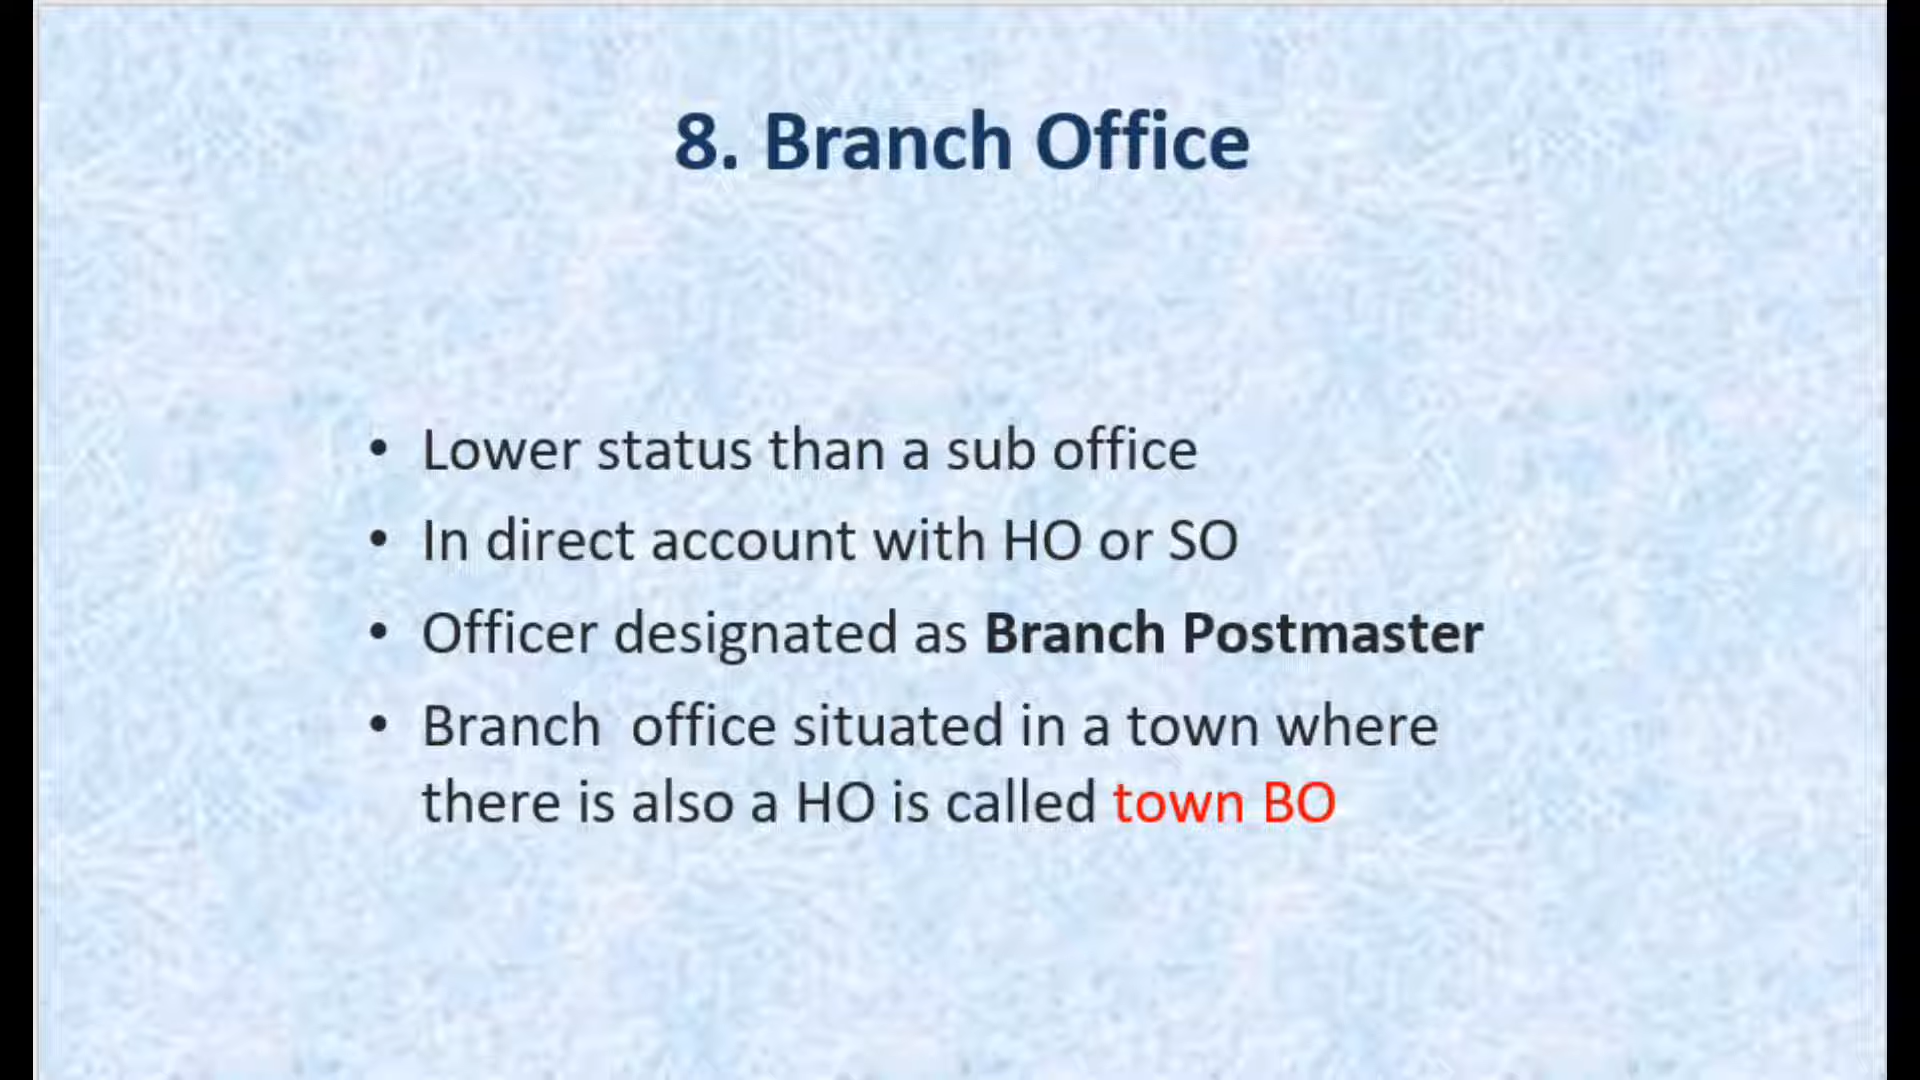 8. Branch Office
• Lower status than a sub office
• In direct account with HO or SO
• Officer designated as Branch Postmaster
• Branch  office situated in a town where
there is also a HO is called town BO